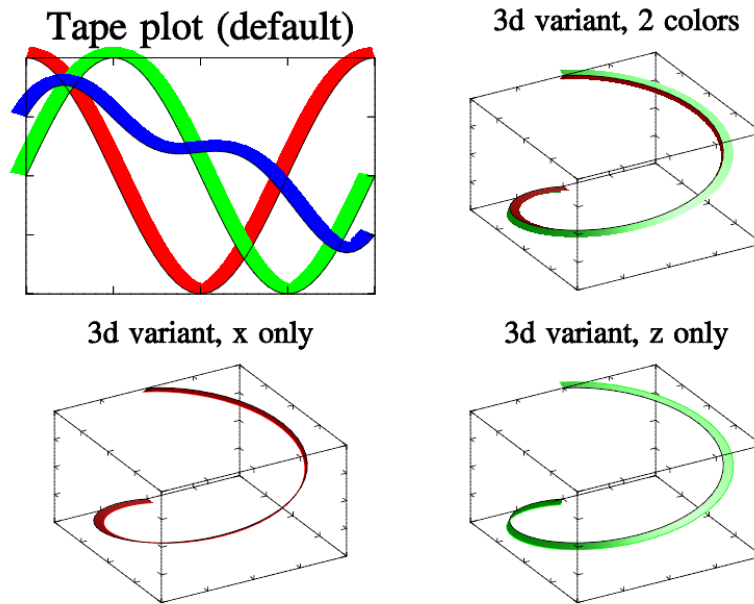 Tape plot (default)
3d variant, 2 colors
3d variant, x only
3d variant, z only